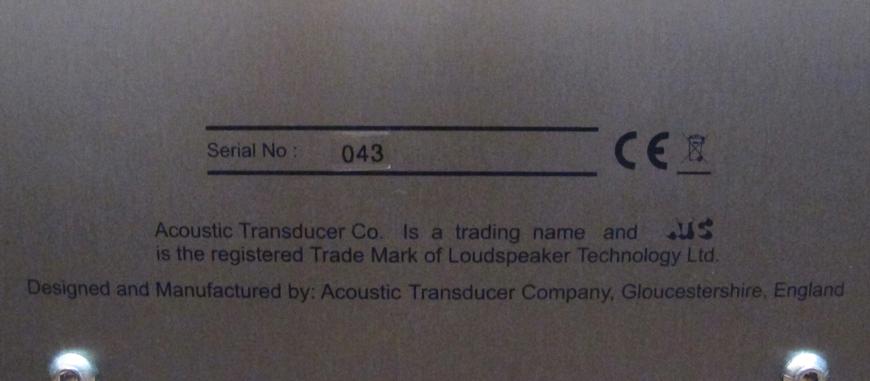 Serial No : 043 CE
Acoustic Transducer Co. Is a trading name and
is the registered Trade Mark of Loudspeaker Technology Ltd.
Designed and Manufactured by: Acoustic Transducer Company, Gloucestershire, England